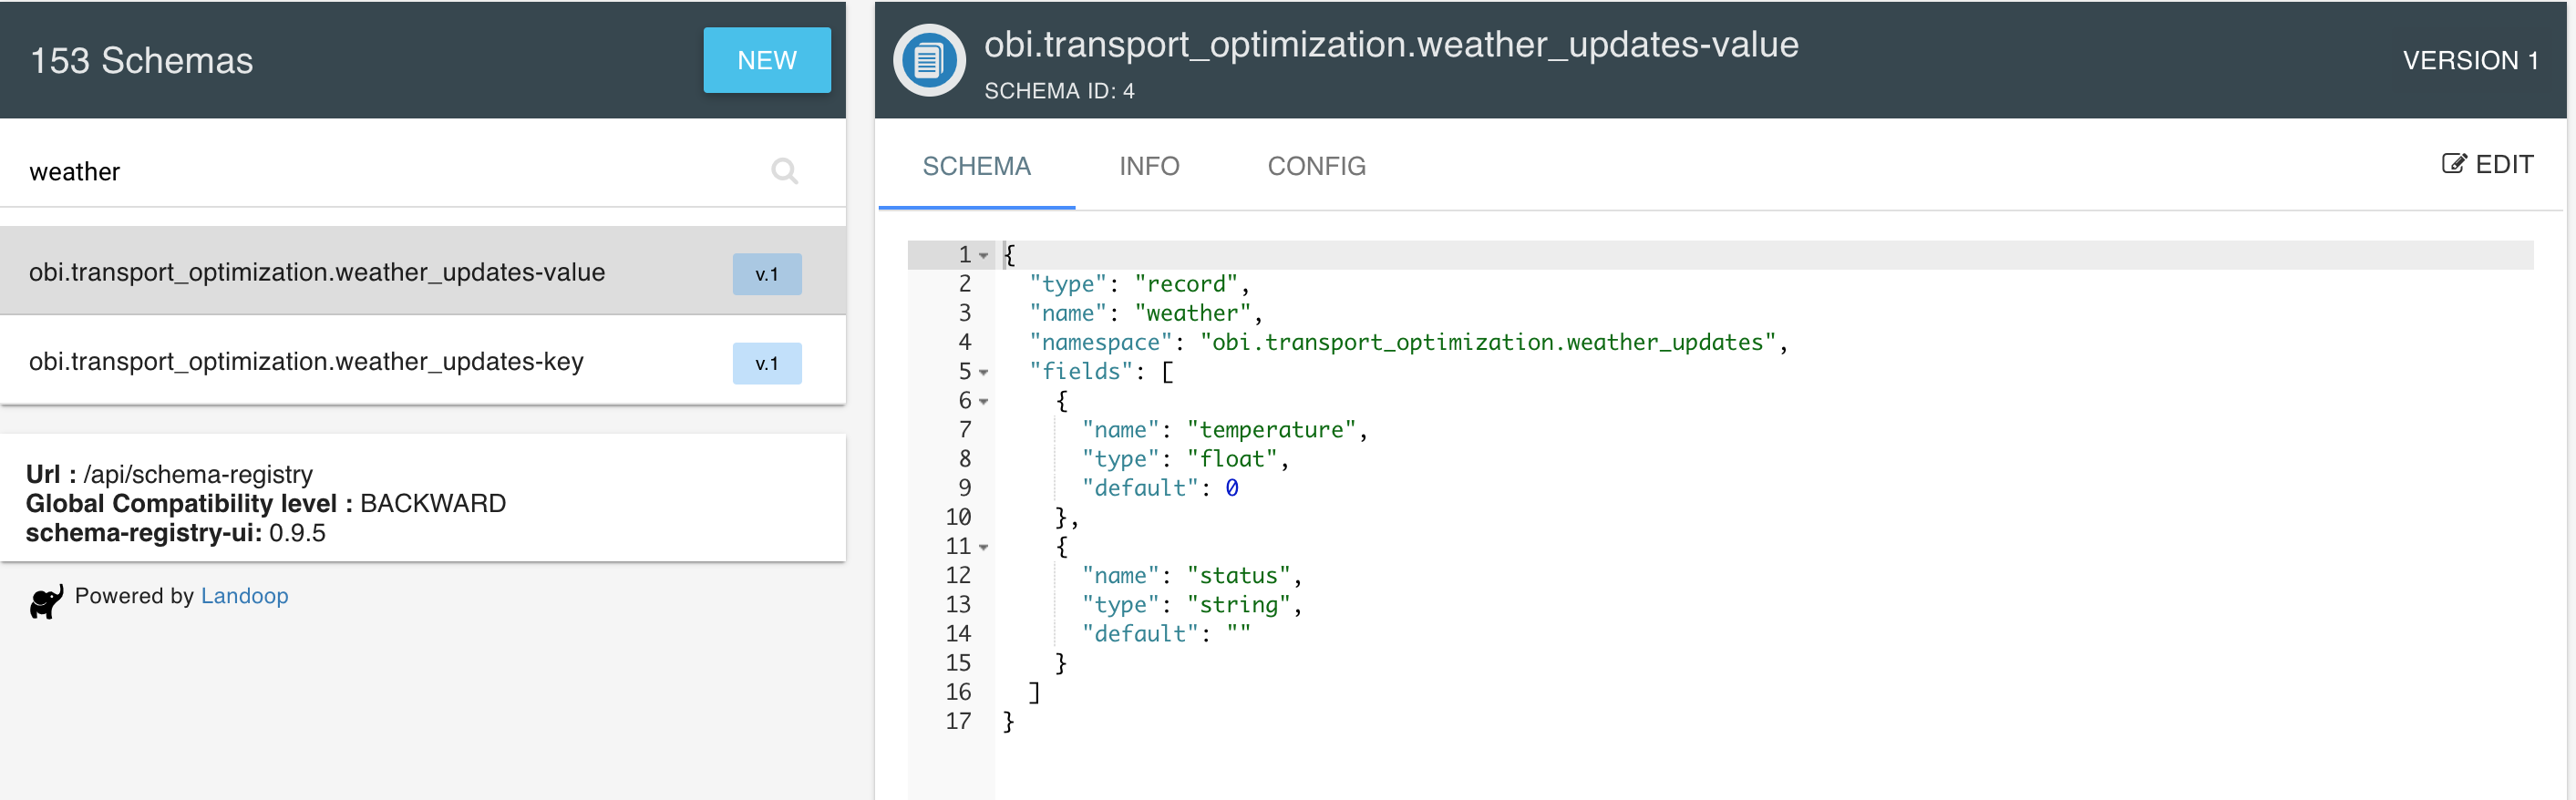 153 Schemas
NEW
weather
obi.transport_optimization.weather_updates-value
v.1
obi.transport_optimization.weather_updates-key
v.1
Url : /api/schema-registry
Global Compatibility level : BACKWARD
schema-registry-ui: 0.9.5
Powered by Landoop
obi.transport_optimization.weather_updates-value
SCHEMA ID: 4
VERSION 1
SCHEMA
INFO
CONFIG
EDIT
1 {
2   "type": "record",
3   "name": "weather",
4   "namespace": "obi.transport_optimization.weather_updates",
5   "fields": [
6     {
7       "name": "temperature",
8       "type": "float",
9       "default": 0
10     },
11     {
12       "name": "status",
13       "type": "string",
14       "default": ""
15     }
16   ]
17 }